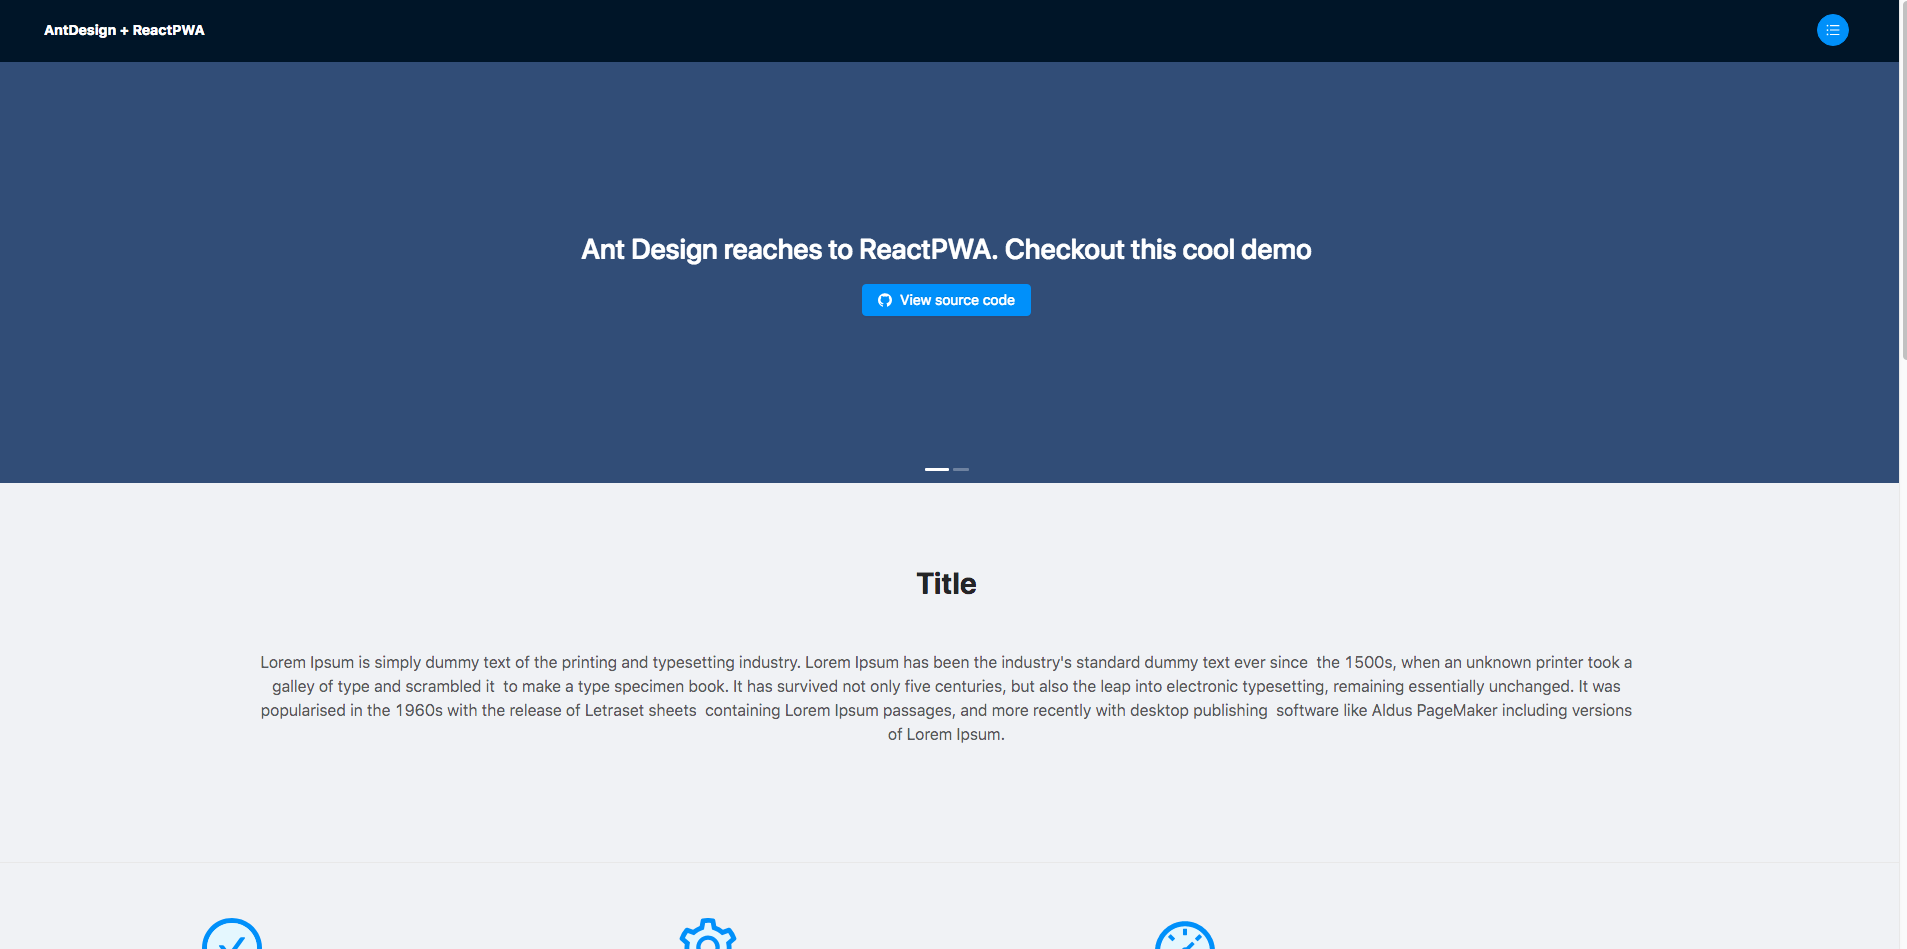 AntDesign + ReactPWA
Ant Design reaches to ReactPWA. Checkout this cool demo
View source code
Title
Lorem Ipsum is simply dummy text of the printing and typesetting industry. Lorem Ipsum has been the industry's standard dummy text ever since  the 1500s, when an unknown printer took a
galley of type and scrambled it  to make a type specimen book. It has survived not only five centuries, but also the leap into electronic typesetting, remaining essentially unchanged. It was
popularised in the 1960s with the release of Letraset sheets  containing Lorem Ipsum passages, and more recently with desktop publishing  software like Aldus PageMaker including versions
of Lorem Ipsum.